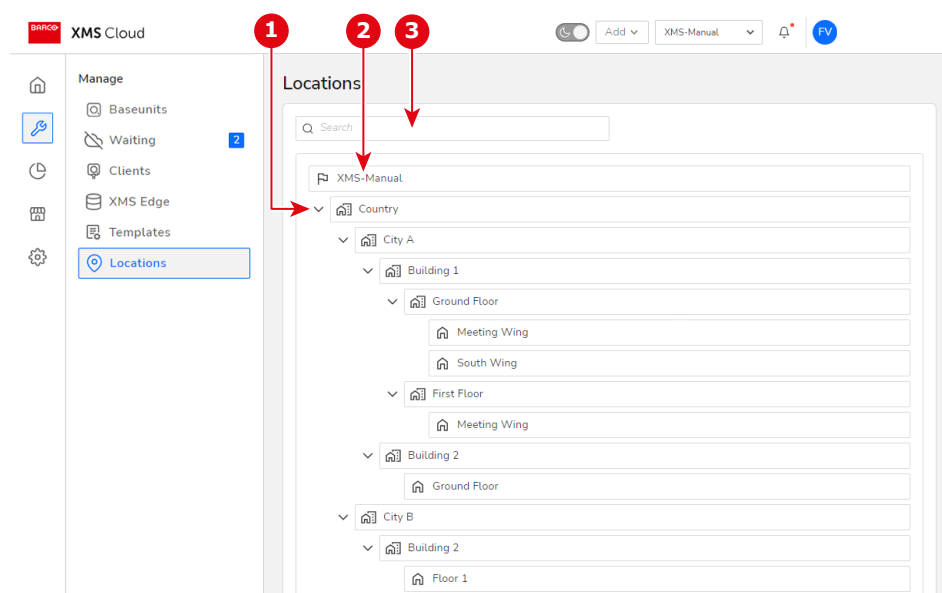 1 2 3
BARCO XMS Cloud Add XMS-Manual FV
Manage
Baseunits
Waiting 2
Clients
XMS Edge
Templates
Locations
Locations
Search
XMS-Manual
Country
City A
Building 1
Ground Floor
Meeting Wing
South Wing
First Floor
Meeting Wing
Building 2
Ground Floor
City B
Building 2
Floor 1